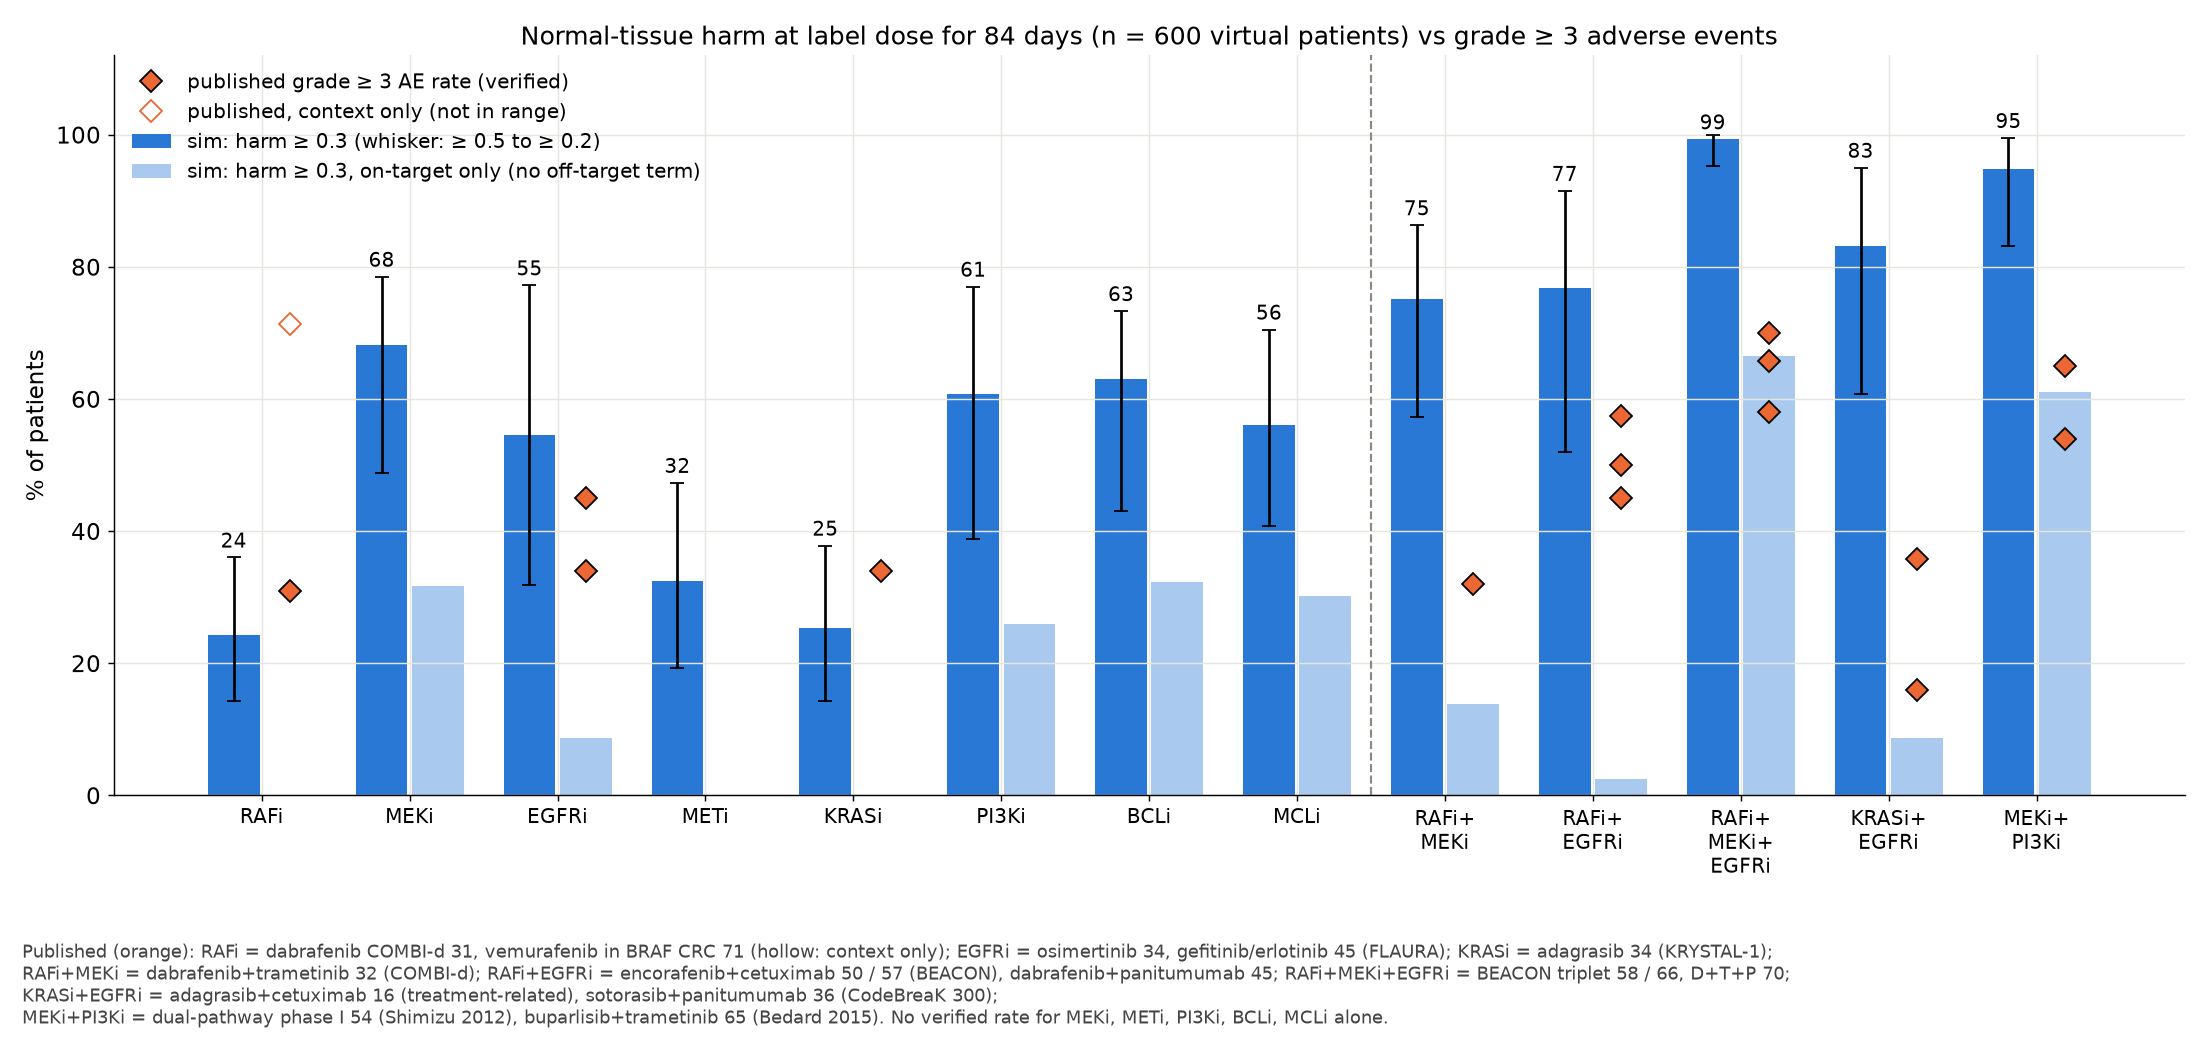 Normal-tissue harm at label dose for 84 days (n = 600 virtual patients) vs grade ≥ 3 adverse events
published grade ≥ 3 AE rate (verified)
published, context only (not in range)
sim: harm ≥ 0.3 (whisker: ≥ 0.5 to ≥ 0.2)
sim: harm ≥ 0.3, on-target only (no off-target term)
% of patients
100
80
60
40
20
0
24
68
55
32
25
61
63
56
75
77
99
83
95
RAFi
MEKi
EGFRi
METi
KRASi
PI3Ki
BCLi
MCLi
RAFi+
MEKi
RAFi+
EGFRi
RAFi+
MEKi+
EGFRi
KRASi+
EGFRi
MEKi+
PI3Ki
Published (orange): RAFi = dabrafenib COMBI-d 31, vemurafenib in BRAF CRC 71 (hollow: context only); EGFRi = osimertinib 34, gefitinib/erlotinib 45 (FLAURA); KRASi = adagrasib 34 (KRYSTAL-1);
RAFi+MEKi = dabrafenib+trametinib 32 (COMBI-d); RAFi+EGFRi = encorafenib+cetuximab 50 / 57 (BEACON), dabrafenib+panitumumab 45; RAFi+MEKi+EGFRi = BEACON triplet 58 / 66, D+T+P 70;
KRASi+EGFRi = adagrasib+cetuximab 16 (treatment-related), sotorasib+panitumumab 36 (CodeBreaK 300);
MEKi+PI3Ki = dual-pathway phase I 54 (Shimizu 2012), buparlisib+trametinib 65 (Bedard 2015). No verified rate for MEKi, METi, PI3Ki, BCLi, MCLi alone.